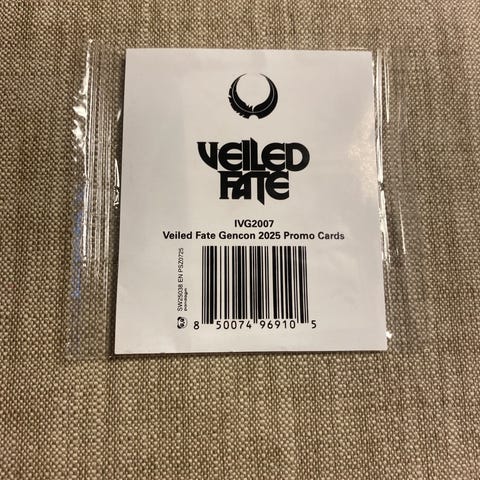 VEILED
FATE
IVG2007
Veiled Fate Gencon 2025 Promo Cards
SW25038 EN PSZ0725
8 50074 96910 5